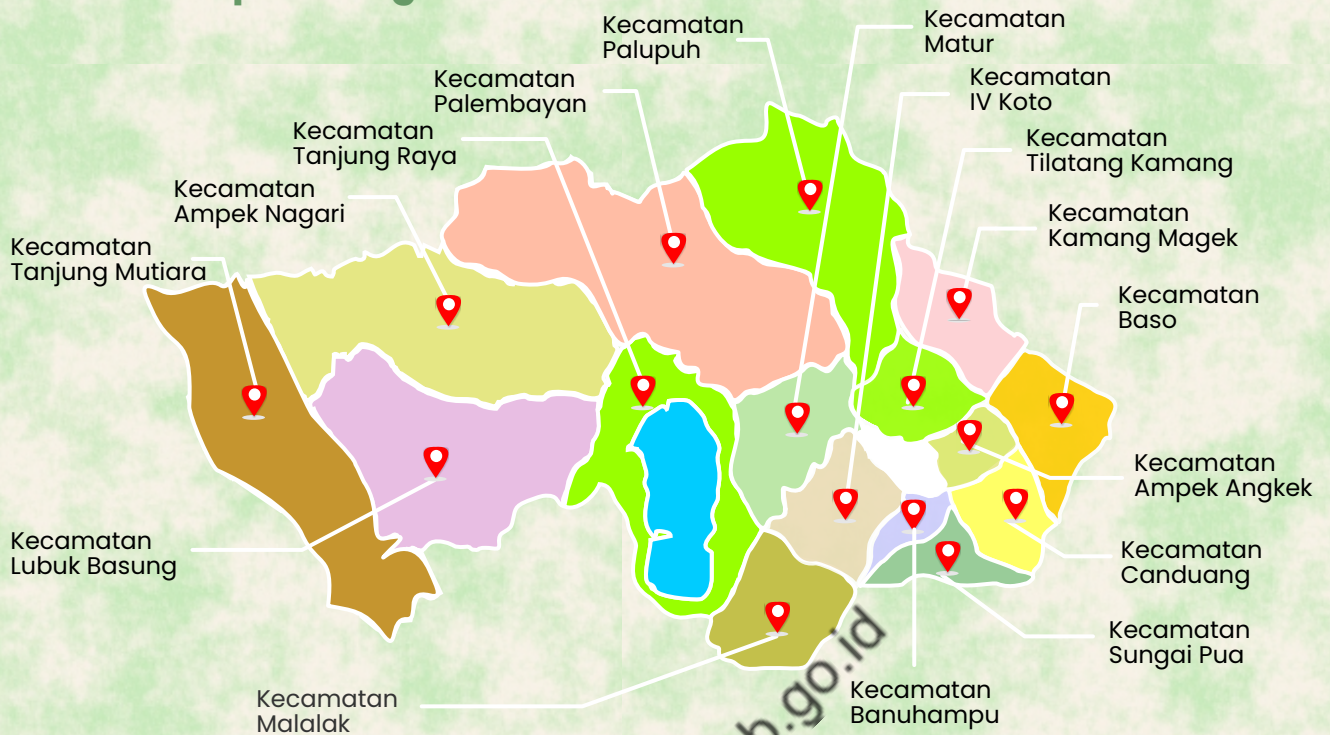 Kecamatan
Palupuh
Kecamatan
Matur
Kecamatan
Palembayan
Kecamatan
IV Koto
Kecamatan
Tanjung Raya
Kecamatan
Tilatang Kamang
Kecamatan
Ampek Nagari
Kecamatan
Kamang Magek
Kecamatan
Tanjung Mutiara
Kecamatan
Baso
Kecamatan
Ampek Angkek
Kecamatan
Lubuk Basung
Kecamatan
Canduang
Kecamatan
Sungai Pua
Kecamatan
Malalak
Kecamatan
Banuhampu
b.go.id